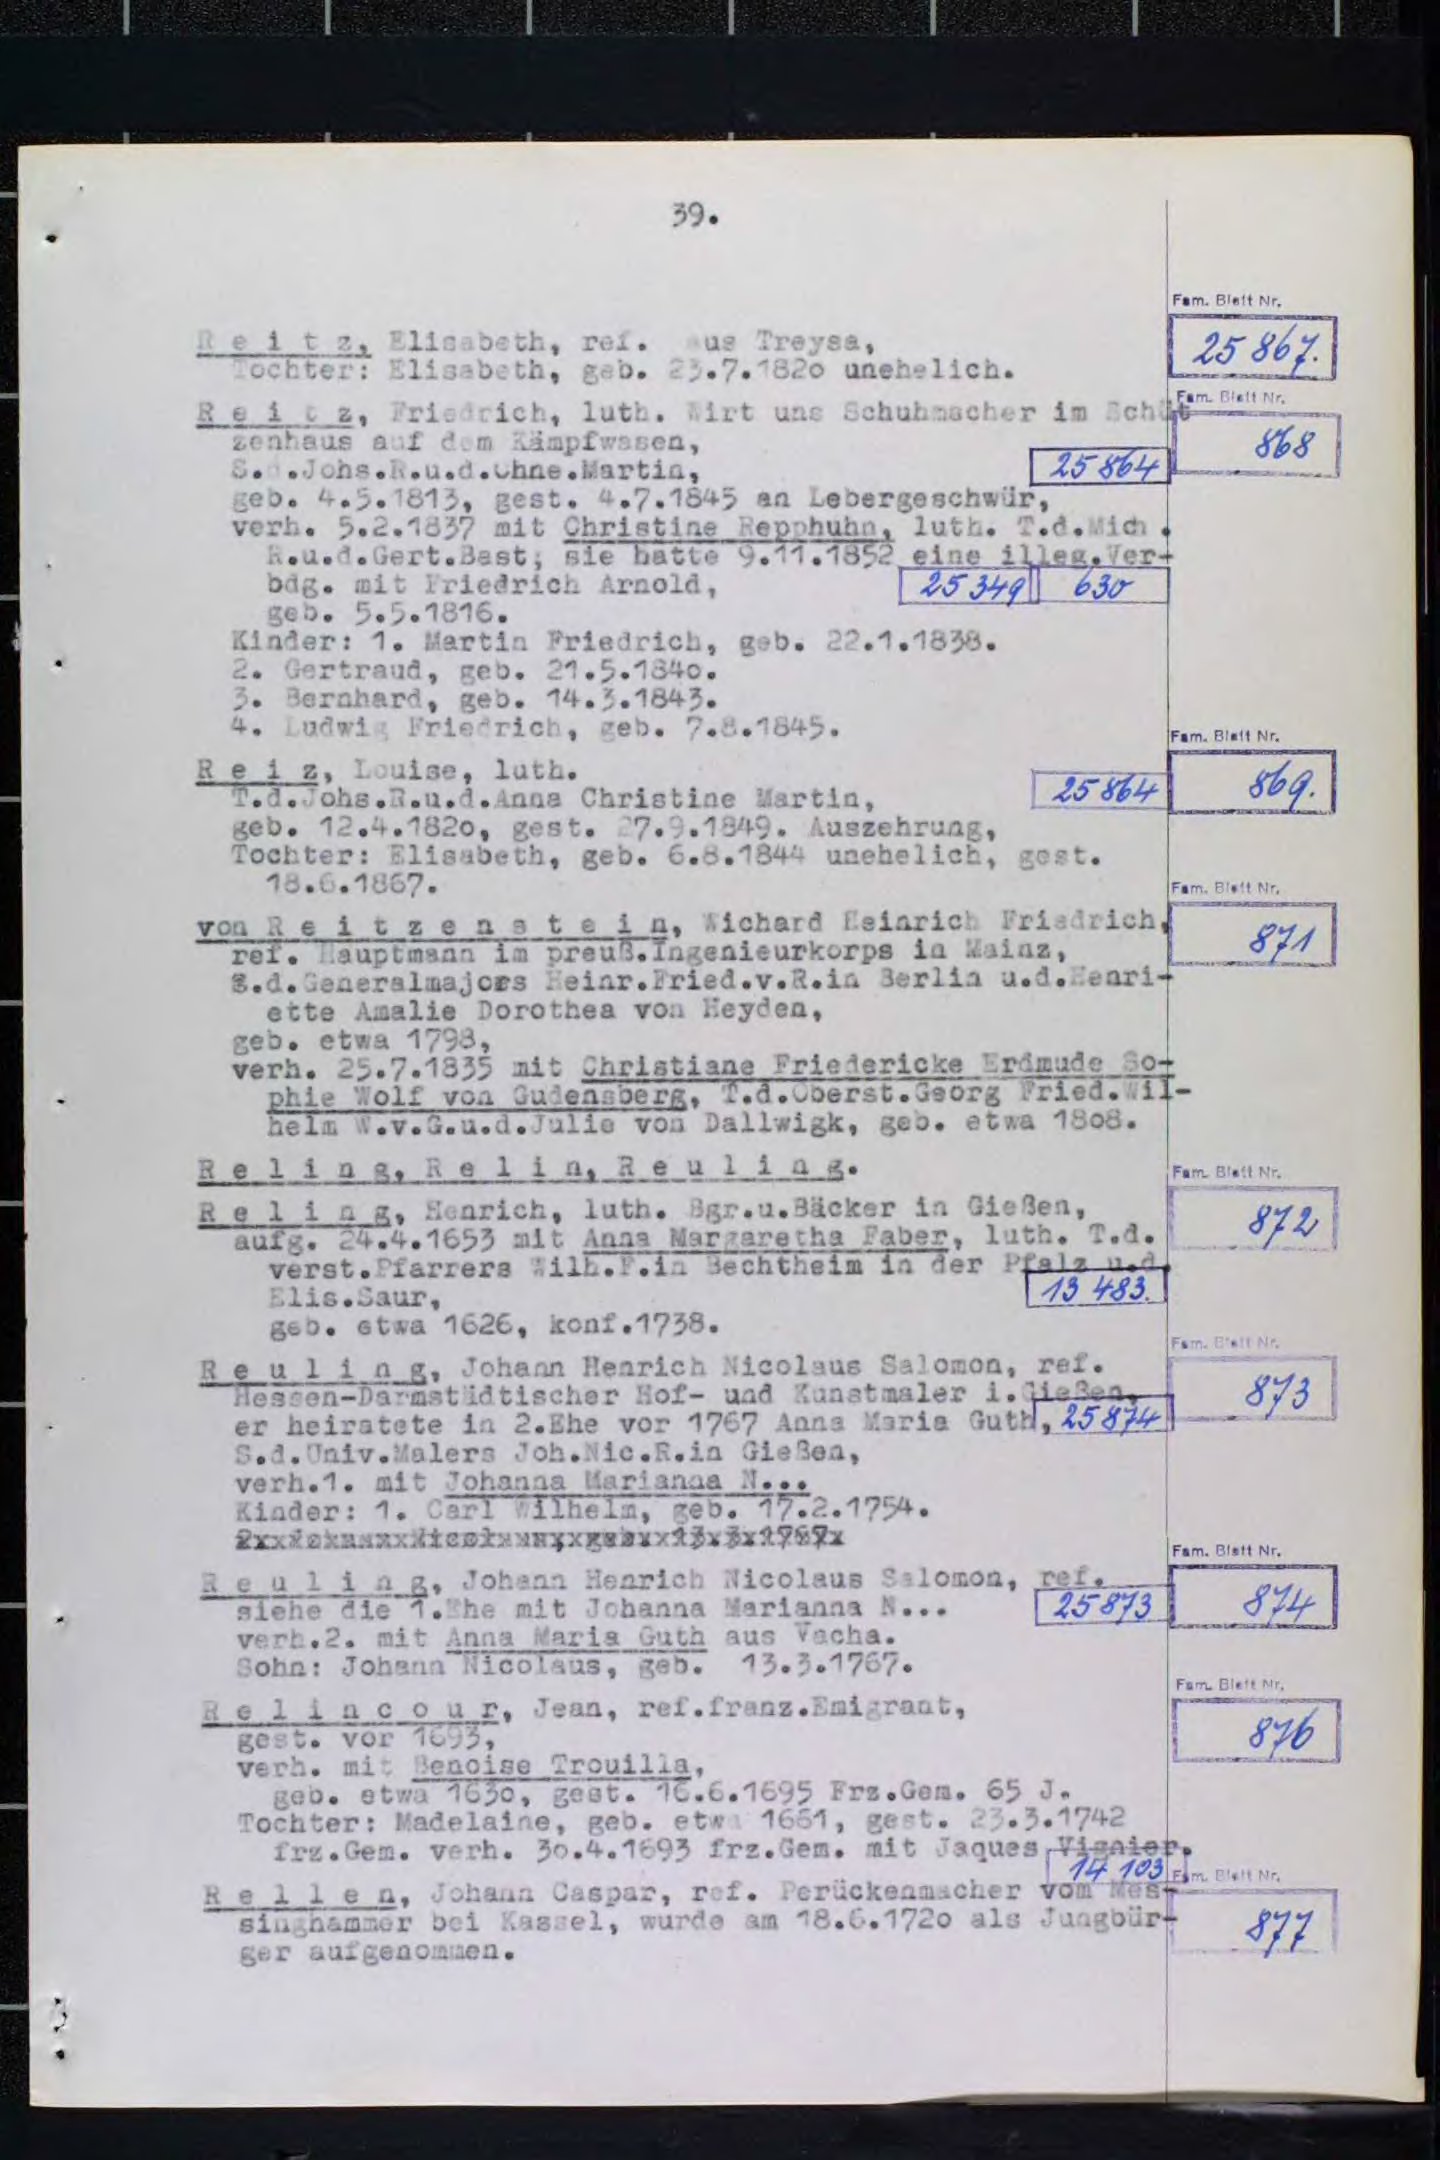 39.
Fam. Blatt Nr.
R e i t z, Elisabeth, ref. aus Treysa,
25 867.
Tochter: Elisabeth, geb. 23.7.1820 unehelich.
Fam. Blatt Nr.
R e i t z, Friedrich, luth. Wirt uns Schuhmacher im Schüt
868
zenhaus auf dem Kämpfwasen,
S.d.Johs.R.u.d.Chne.Martin, 25 864
geb. 4.5.1813, gest. 4.7.1845 an Lebergeschwür,
verh. 5.2.1837 mit Christine Repphuhn, luth. T.d.Mich.
R.u.d.Gert.Bast; sie hatte 9.11.1852 eine illeg.Ver-
bdg. mit Friedrich Arnold, 25 349 630
geb. 5.5.1816.
Kinder: 1. Martin Friedrich, geb. 22.1.1838.
2. Gertraud, geb. 21.5.1840.
3. Bernhard, geb. 14.3.1843.
4. Ludwig Friedrich, geb. 7.8.1845.
Fam. Blatt Nr.
R e i z, Louise, luth.
25 864 869.
T.d.Johs.R.u.d.Anna Christine Martin,
geb. 12.4.1820, gest. 27.9.1849. Auszehrung,
Tochter: Elisabeth, geb. 6.8.1844 unehelich, gest.
18.6.1867.
Fam. Blatt Nr.
von R e i t z e n s t e i n, Wichard Heinrich Friedrich,
871
ref. Hauptmann im preuß.Ingenieurkorps in Mainz,
S.d.Generalmajors Heinr.Fried.v.R.in Berlin u.d.Henri-
ette Amalie Dorothea von Heyden,
geb. etwa 1798,
verh. 25.7.1835 mit Christiane Friedericke Erdmude So-
phie Wolf von Gudensberg, T.d.Oberst.Georg Fried.Wil-
helm W.v.G.u.d.Julie von Dallwigk, geb. etwa 1808.
R e l i n g, R e l i n, R e u l i n g.
Fam. Blatt Nr.
R e l i n g, Henrich, luth. Bgr.u.Bäcker in Gießen,
872
aufg. 24.4.1653 mit Anna Margaretha Faber, luth. T.d.
verst.Pfarrers Wilh.F.in Bechtheim in der Pfalz u.d.
Elis.Saur, 13 483.
geb. etwa 1626, konf.1738.
Fam. Blatt Nr.
R e u l i n g, Johann Henrich Nicolaus Salomon, ref.
873
Hessen-Darmstädtischer Hof- und Kunstmaler i.Gießen,
er heiratete in 2.Ehe vor 1767 Anna Maria Guth, 25 874
S.d.Univ.Malers Joh.Nic.R.in Gießen,
verh.1. mit Johanna Marianna N...
Kinder: 1. Carl Wilhelm, geb. 17.2.1754.
Fam. Blatt Nr.
R e u l i n g, Johann Henrich Nicolaus Salomon, ref.
siehe die 1.Ehe mit Johanna Marianna N... 25 873 874
verh.2. mit Anna Maria Guth aus Vacha.
Sohn: Johann Nicolaus, geb. 13.3.1767.
Fam. Blatt Nr.
R e l i n c o u r, Jean, ref.franz.Emigrant,
876
gest. vor 1693,
verh. mit Benoise Trouilla,
geb. etwa 1630, gest. 16.6.1695 Frz.Gem. 65 J.
Tochter: Madelaine, geb. etwa 1661, gest. 23.3.1742
frz.Gem. verh. 30.4.1693 frz.Gem. mit Jaques Vignier.
14 103 Fam. Blatt Nr.
R e l l e n, Johann Caspar, ref. Perückenmacher vom Mes-
singhammer bei Kassel, wurde am 18.6.1720 als Jungbür-
877
ger aufgenommen.